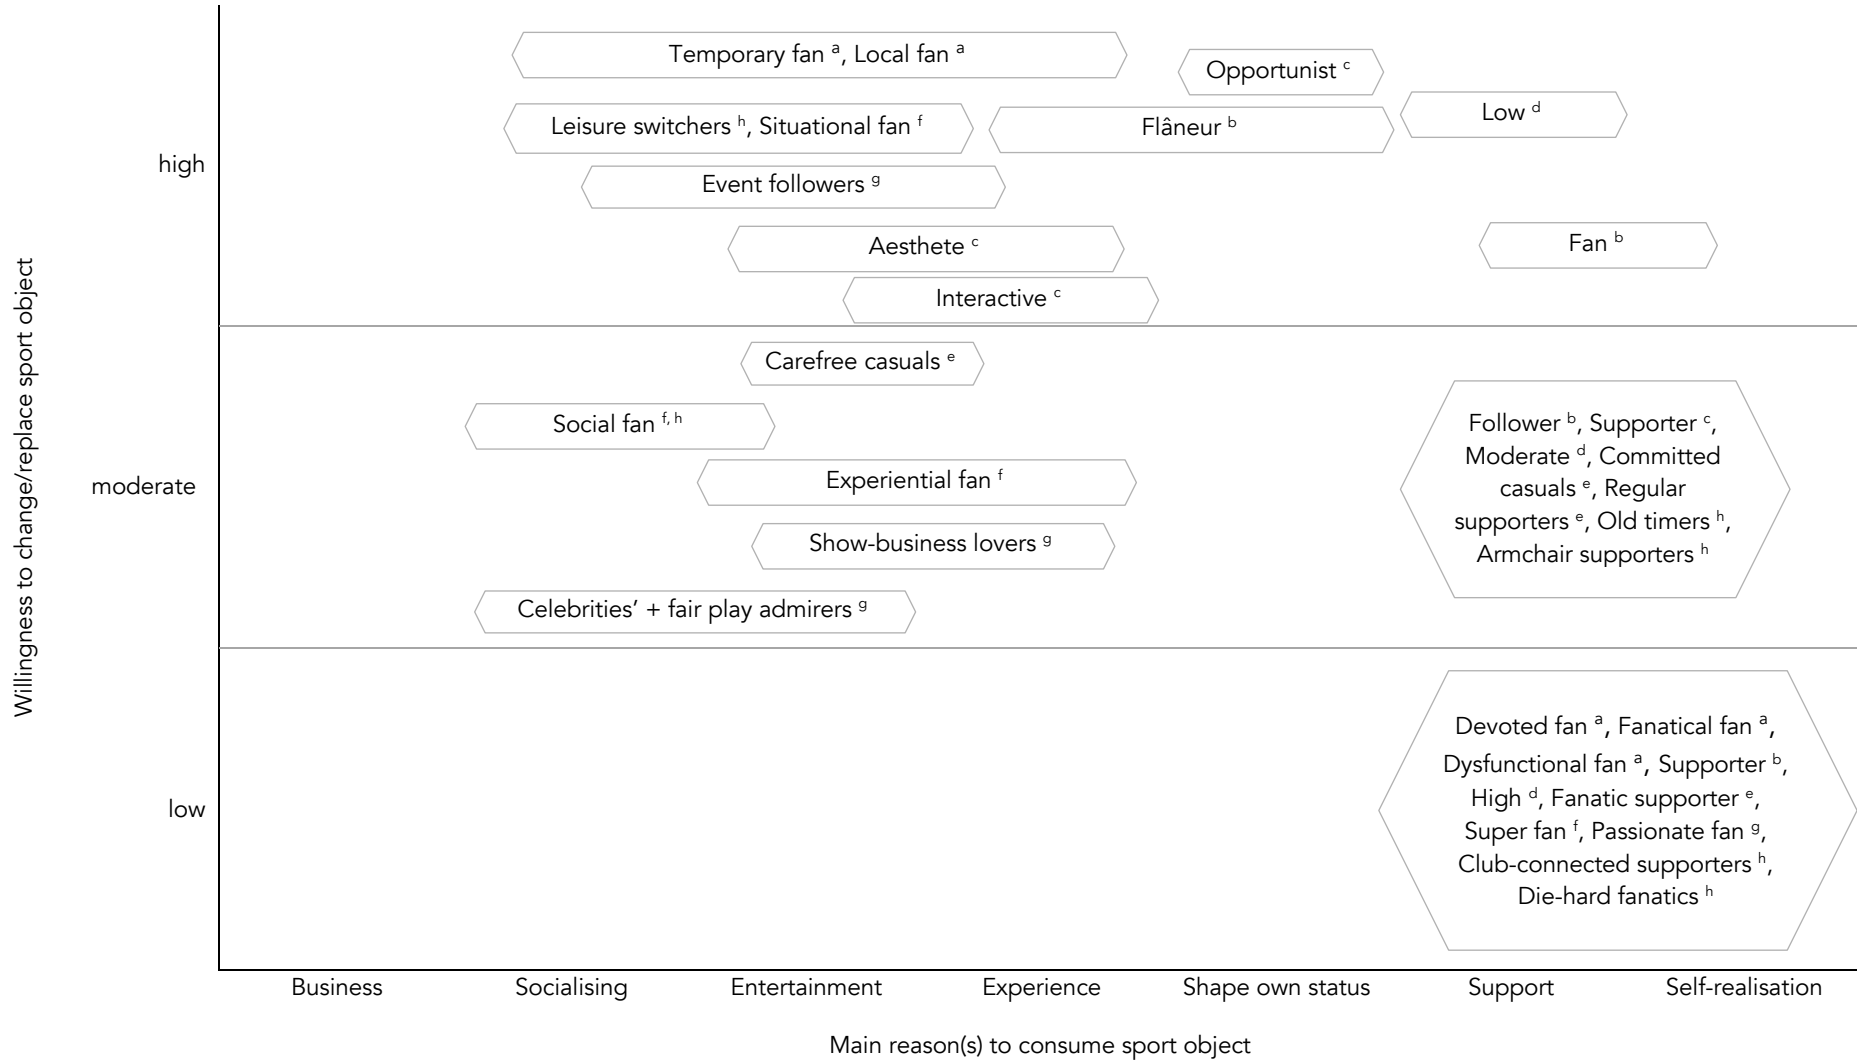 Temporary fan ᵃ, Local fan ᵃ
Opportunist ᶜ
Low ᵈ
Leisure switchers ʰ, Situational fan ᶠ
Flâneur ᵇ
high
Event followers ᵍ
Aesthete ᶜ
Fan ᵇ
Interactive ᶜ
Willingness to change/replace sport object
Carefree casuals ᵉ
Social fan ᶠ, ʰ
moderate
Experiential fan ᶠ
Show-business lovers ᵍ
Celebrities’ + fair play admirers ᵍ
Follower ᵇ, Supporter ᶜ,
Moderate ᵈ, Committed
casuals ᵉ, Regular
supporters ᵉ, Old timers ʰ,
Armchair supporters ʰ
low
Devoted fan ᵃ, Fanatical fan ᵃ,
Dysfunctional fan ᵃ, Supporter ᵇ,
High ᵈ, Fanatic supporter ᵉ,
Super fan ᶠ, Passionate fan ᵍ,
Club-connected supporters ʰ,
Die-hard fanatics ʰ
Business Socialising Entertainment Experience Shape own status Support Self-realisation
Main reason(s) to consume sport object